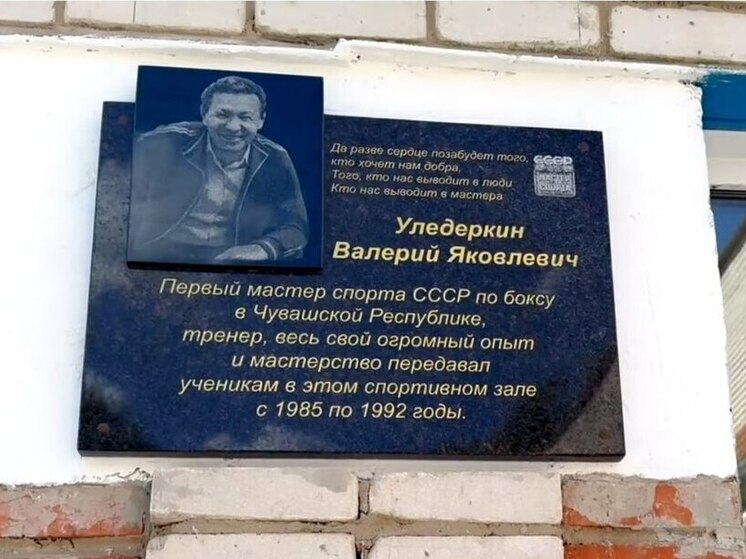 Да разве сердце позабудет того,
кто хочет нам добра,
Того, кто нас выводит в люди
Кто нас выводит в мастера
СССР
МАСТЕР
СПОРТА
Уледеркин
Валерий Яковлевич
Первый мастер спорта СССР по боксу
в Чувашской Республике,
тренер, весь свой огромный опыт
и мастерство передавал
ученикам в этом спортивном зале
с 1985 по 1992 годы.